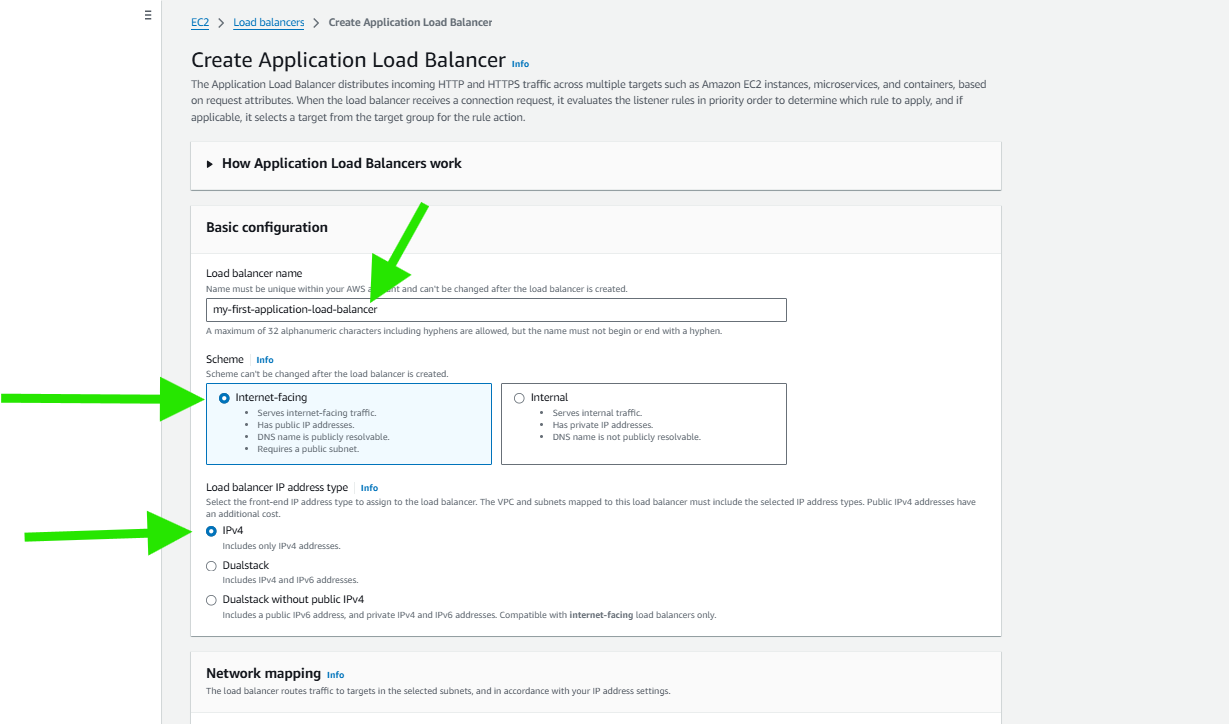 EC2 > Load balancers > Create Application Load Balancer
Create Application Load Balancer Info
The Application Load Balancer distributes incoming HTTP and HTTPS traffic across multiple targets such as Amazon EC2 instances, microservices, and containers, based
on request attributes. When the load balancer receives a connection request, it evaluates the listener rules in priority order to determine which rule to apply, and if
applicable, it selects a target from the target group for the rule action.
How Application Load Balancers work
Basic configuration
Load balancer name
Name must be unique within your AWS and can't be changed after the load balancer is created.
my-first-application-load-balancer
A maximum of 32 alphanumeric characters including hyphens are allowed, but the name must not begin or end with a hyphen.
Scheme Info
Scheme can't be changed after the load balancer is created.
Internet-facing
• Serves internet-facing traffic.
• Has public IP addresses.
• DNS name is publicly resolvable.
• Requires a public subnet.
Internal
• Serves internal traffic.
• Has private IP addresses.
• DNS name is not publicly resolvable.
Load balancer IP address type Info
Select the front-end IP address type to assign to the load balancer. The VPC and subnets mapped to this load balancer must include the selected IP address types. Public IPv4 addresses have
an additional cost.
IPv4
Includes only IPv4 addresses.
Dualstack
Includes IPv4 and IPv6 addresses.
Dualstack without public IPv4
Includes a public IPv6 address, and private IPv4 and IPv6 addresses. Compatible with internet-facing load balancers only.
Network mapping Info
The load balancer routes traffic to targets in the selected subnets, and in accordance with your IP address settings.